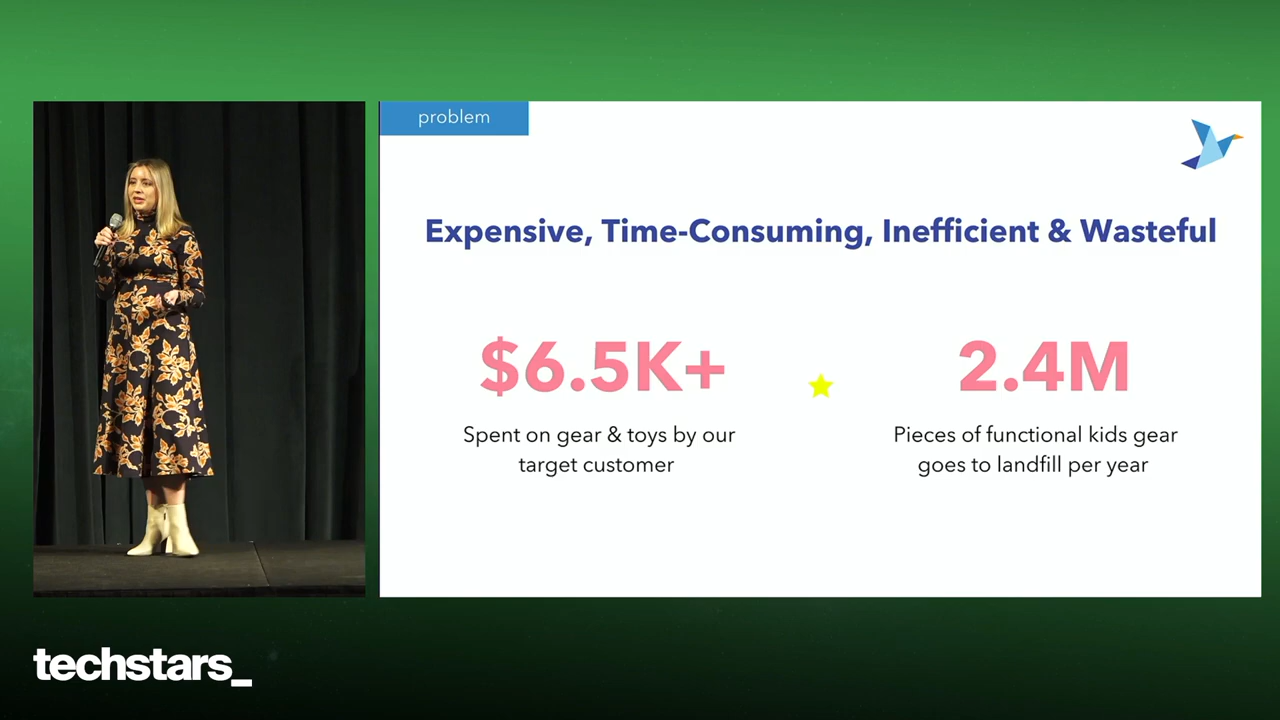 problem
Expensive, Time-Consuming, Inefficient & Wasteful
$6.5K+
Spent on gear & toys by our
target customer
2.4M
Pieces of functional kids gear
goes to landfill per year
techstars_